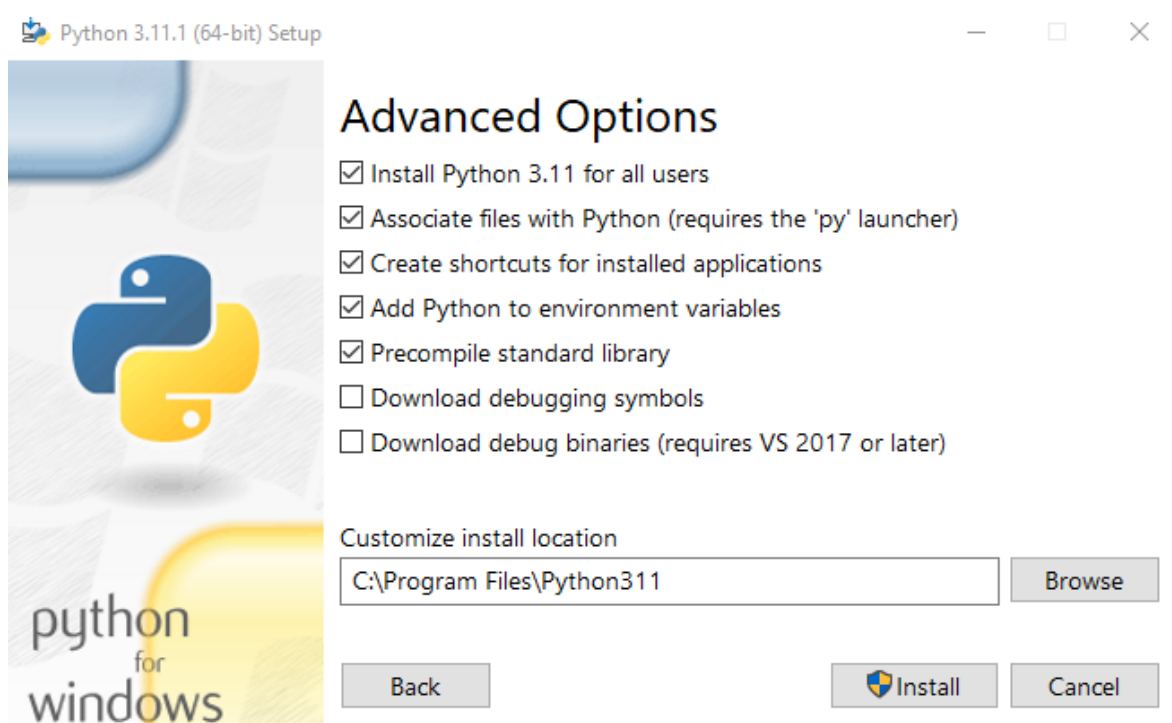 Python 3.11.1 (64-bit) Setup
Advanced Options
Install Python 3.11 for all users
Associate files with Python (requires the 'py' launcher)
Create shortcuts for installed applications
Add Python to environment variables
Precompile standard library
Download debugging symbols
Download debug binaries (requires VS 2017 or later)
Customize install location
C:\Program Files\Python311
Browse
python
for
windows
Back
Install
Cancel